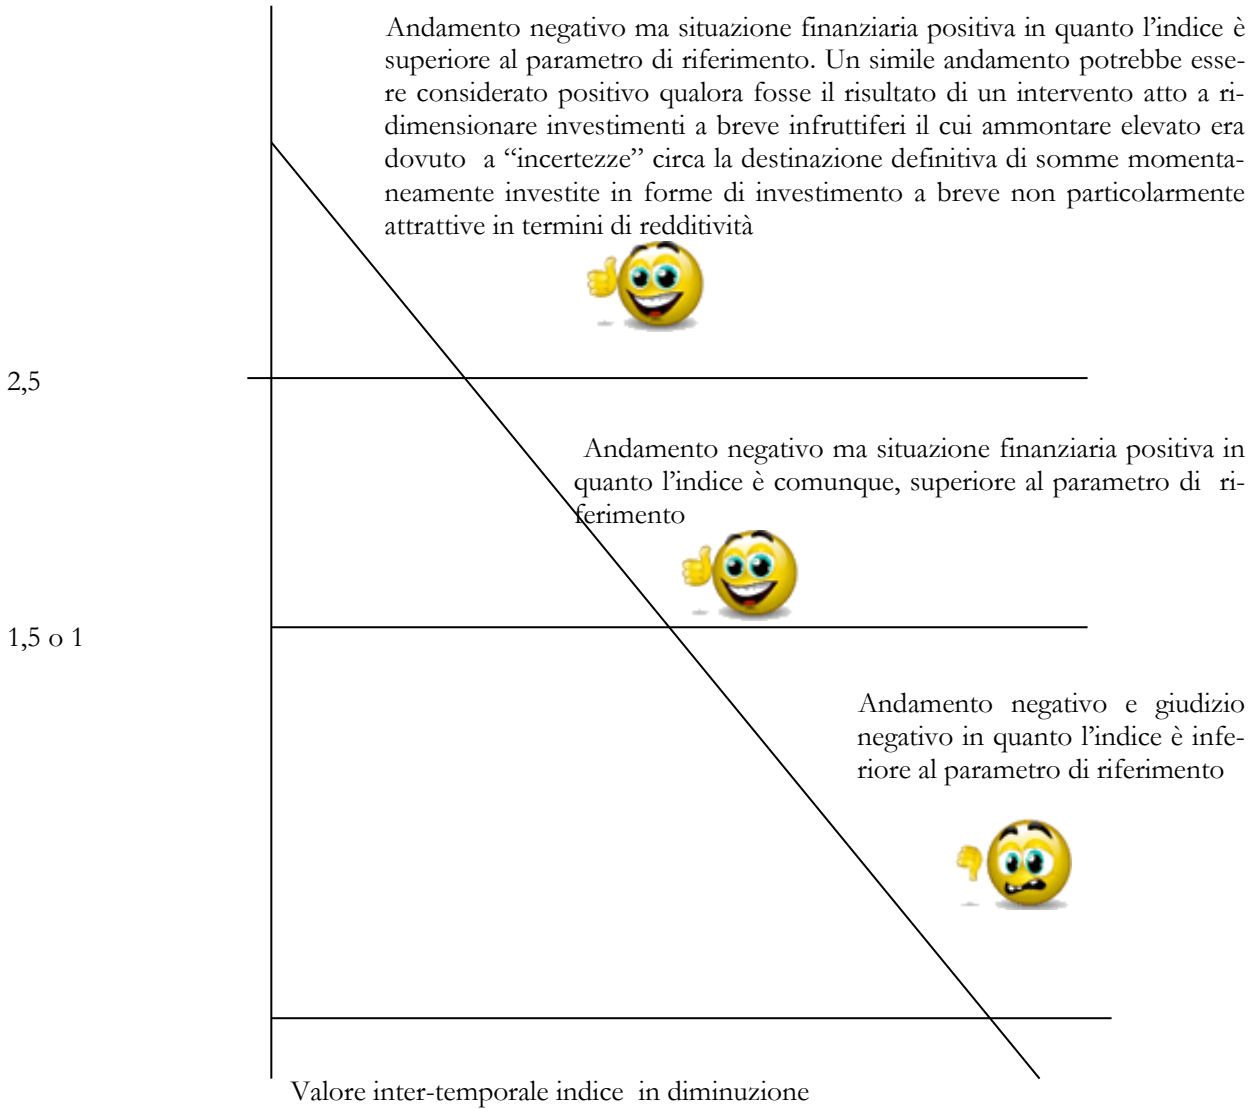 Andamento negativo ma situazione finanziaria positiva in quanto l’indice è
superiore al parametro di riferimento. Un simile andamento potrebbe esse-
re considerato positivo qualora fosse il risultato di un intervento atto a ri-
dimensionare investimenti a breve infruttiferi il cui ammontare elevato era
dovuto a “incertezze” circa la destinazione definitiva di somme momenta-
neamente investite in forme di investimento a breve non particolarmente
attrattive in termini di redditività
2,5
Andamento negativo ma situazione finanziaria positiva in
quanto l’indice è comunque, superiore al parametro di ri-
ferimento
1,5 o 1
Andamento negativo e giudizio
negativo in quanto l’indice è infe-
riore al parametro di riferimento
Valore inter-temporale indice in diminuzione